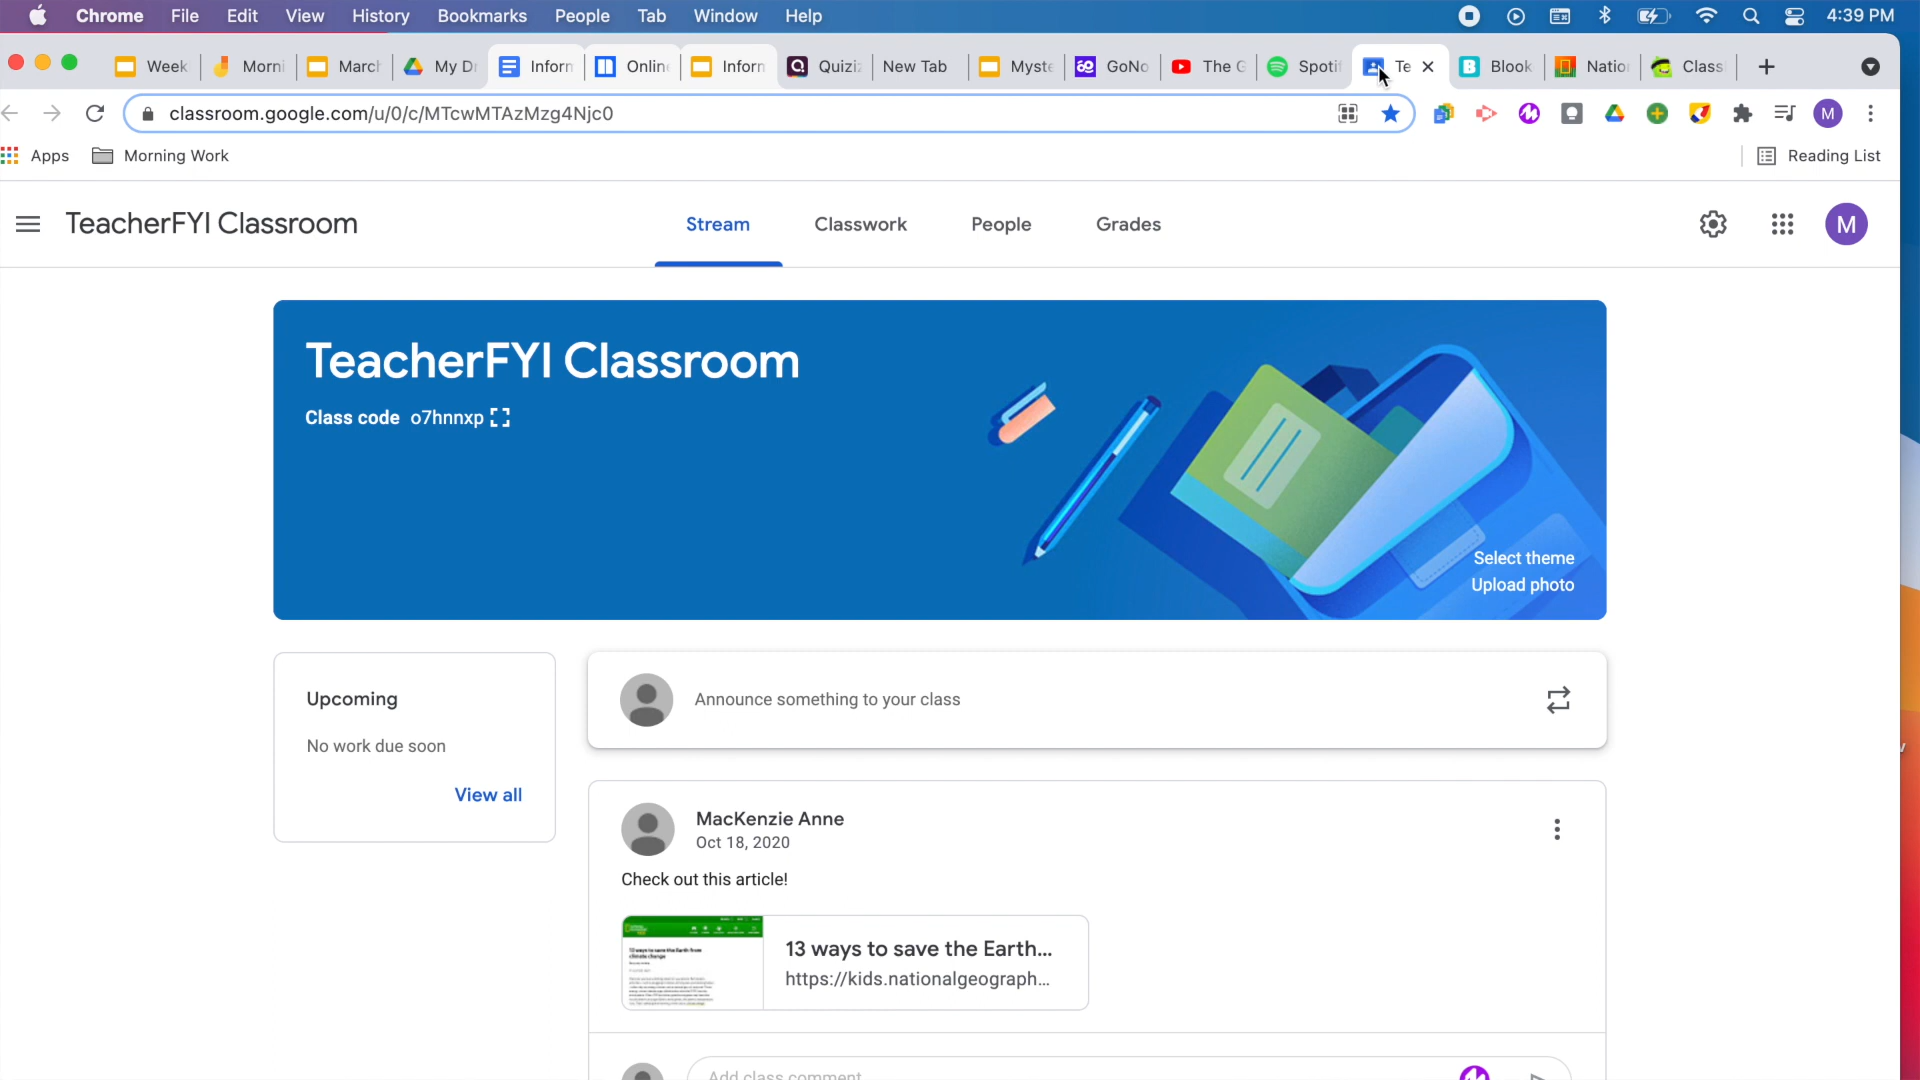 Chrome File Edit View History Bookmarks People Tab Window Help 4:39 PM
Week Morni March My Dr Inform Online Inform Quiziz New Tab Myste GoNo The G Spotif Te Blook Natio Classi
classroom.google.com/u/0/c/MTcwMTAzMzg4Njc0 M
Apps Morning Work Reading List
TeacherFYI Classroom Stream Classwork People Grades M
TeacherFYI Classroom
Class code o7hnnxp
Select theme
Upload photo
Upcoming
No work due soon
View all
Announce something to your class
MacKenzie Anne
Oct 18, 2020
Check out this article!
13 ways to save the Earth...
https://kids.nationalgeograph...
Add class comment